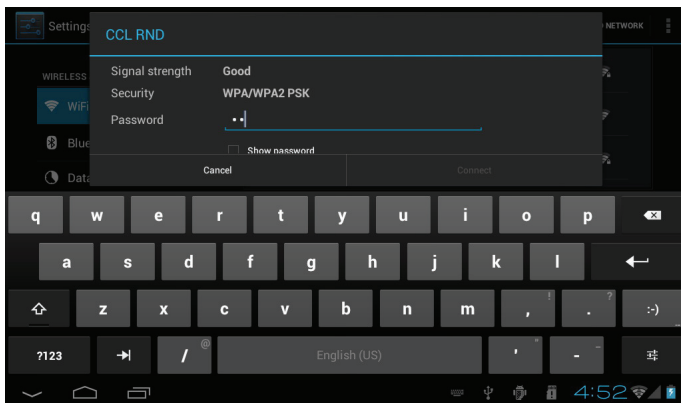 Settings
CCL RND
NETWORK
Signal strength Good
WIRELESS
Security WPA/WPA2 PSK
WiFi
Password ••
Blue
Show password
Cancel Connect
Data
q w e r t y u i o p
a s d f g h j k l
z x c v b n m , ! . ? :-)
?123 / @ English (US) ' " - _
4:52